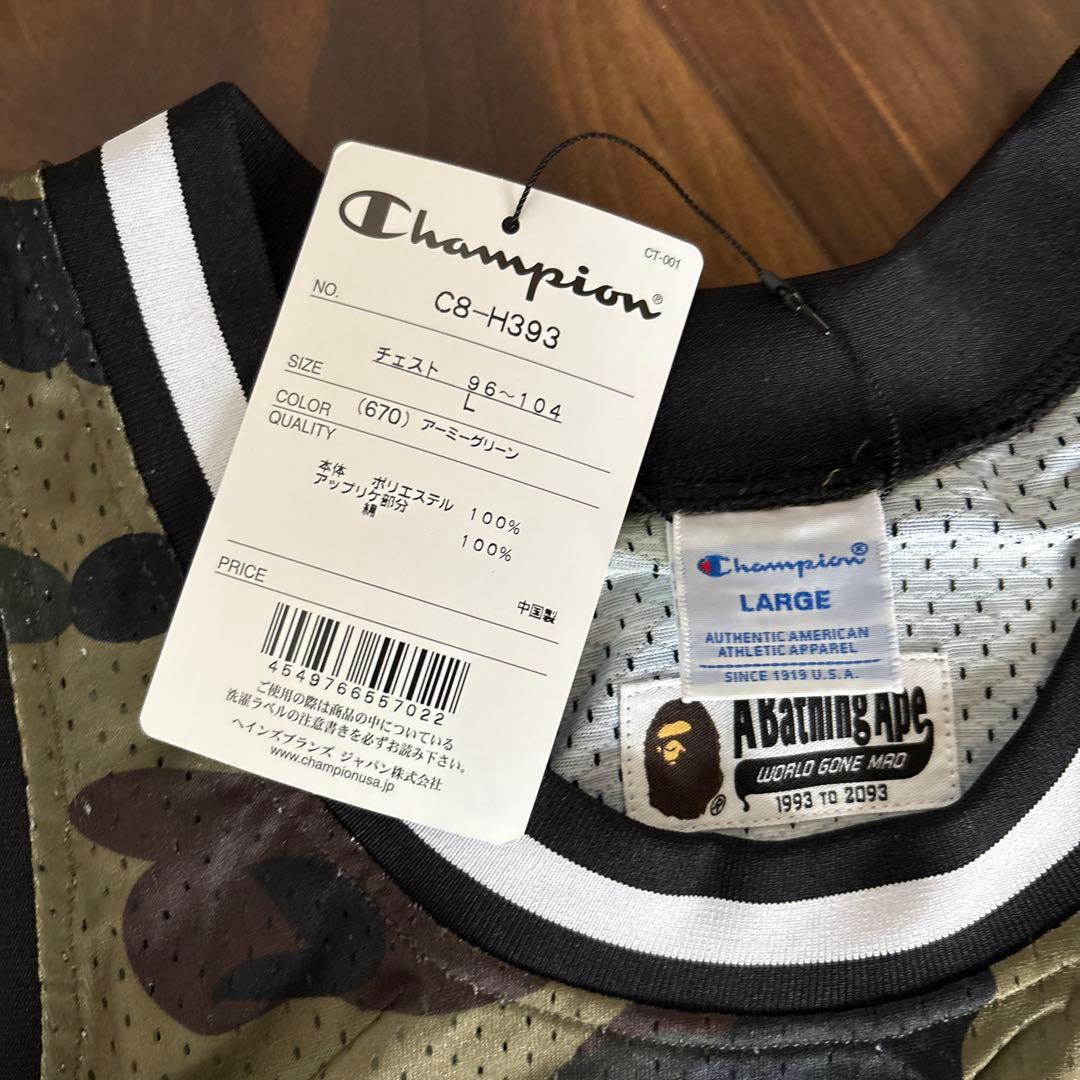 Champion®
CT-001
NO. C8-H393
SIZE チェスト 96～104
L
COLOR (670) アーミーグリーン
QUALITY
本体 ポリエステル 100%
アップリケ部分
綿 100%
PRICE
中国製
4549766557022
ご使用の際は商品の中についている
洗濯ラベルの注意書きを必ずお読み下さい。
ヘインズブランズ ジャパン株式会社
www.championusa.jp
Champion®
LARGE
AUTHENTIC AMERICAN
ATHLETIC APPAREL
SINCE 1919 U.S.A.
A Bathing Ape
WORLD GONE MAD
1993 TO 2093
®